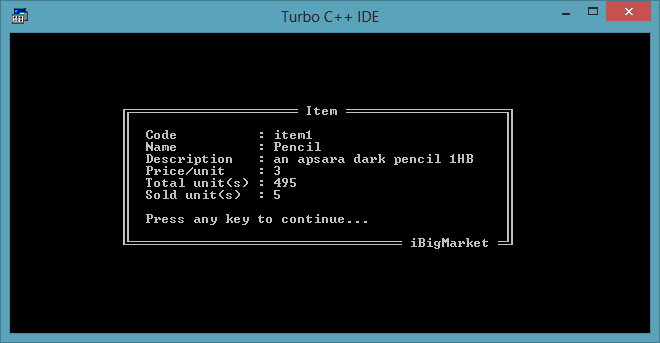 Turbo C++ IDE
Item
Code : item1
Name : Pencil
Description : an apsara dark pencil 1HB
Price/unit : 3
Total unit(s) : 495
Sold unit(s) : 5
Press any key to continue...
iBigMarket